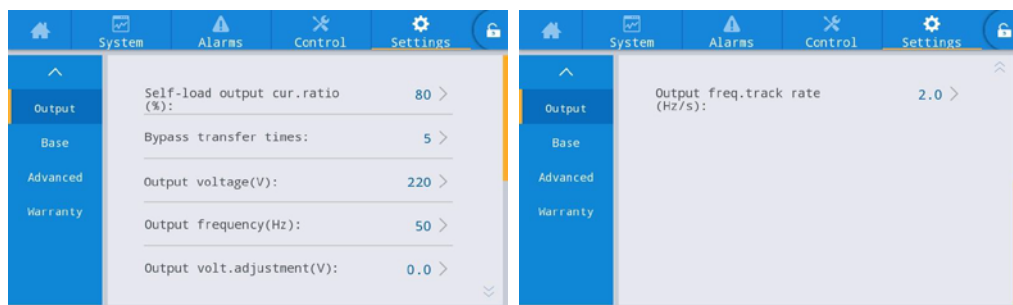 System Alarms Control Settings
Output
Base
Advanced
Warranty
Self-load output cur.ratio
(%): 80
Bypass transfer times: 5
Output voltage(V): 220
Output frequency(Hz): 50
Output volt.adjustment(V): 0.0
System Alarms Control Settings
Output
Base
Advanced
Warranty
Output freq.track rate
(Hz/s): 2.0